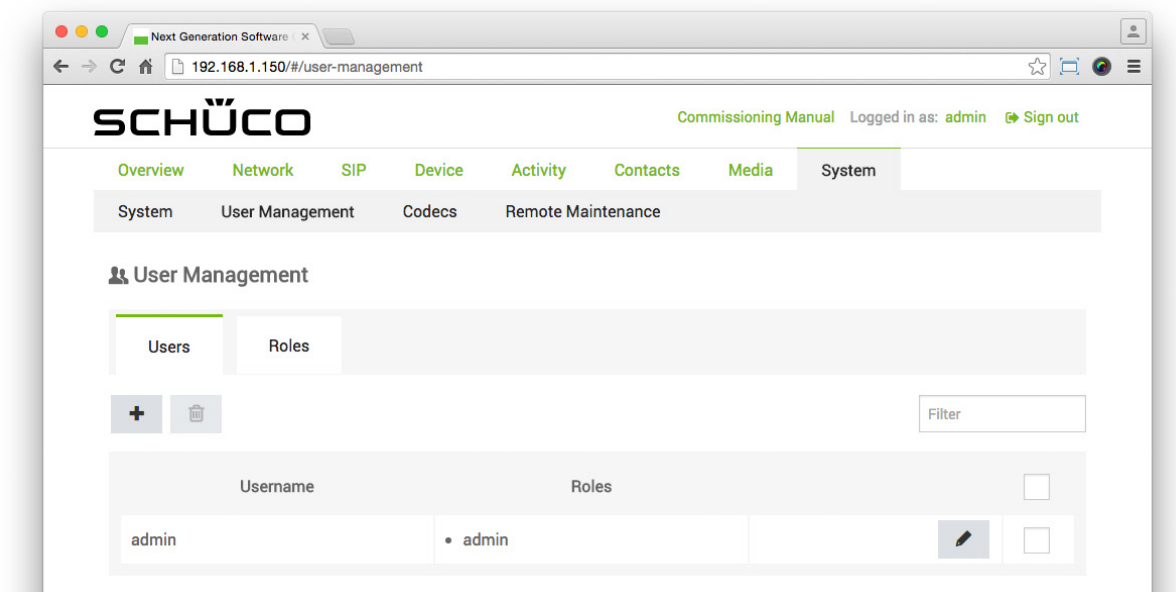 Next Generation Software
192.168.1.150/#/user-management
SCHÜCO
Commissioning Manual Logged in as: admin Sign out
Overview Network SIP Device Activity Contacts Media System
System User Management Codecs Remote Maintenance
User Management
Users Roles
Filter
Username Roles
admin • admin